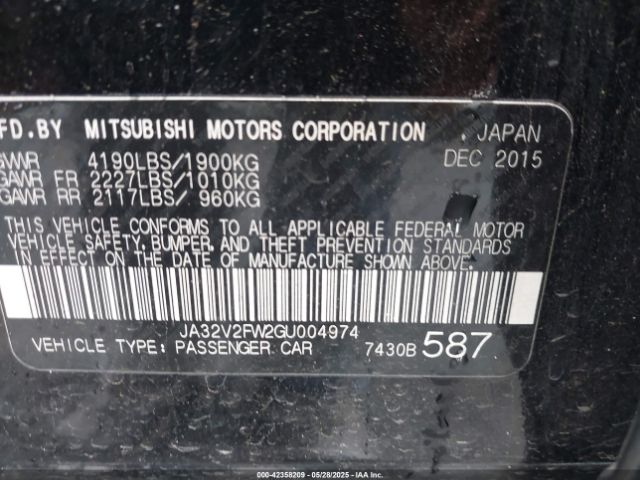 FD.BY MITSUBISHI MOTORS CORPORATION , JAPAN
GVWR 4190LBS/1900KG DEC 2015
GAWR FR 2227LBS/1010KG
GAWR RR 2117LBS/ 960KG
THIS VEHICLE CONFORMS TO ALL APPLICABLE FEDERAL MOTOR
VEHICLE SAFETY, BUMPER, AND THEFT PREVENTION STANDARDS
IN EFFECT ON THE DATE OF MANUFACTURE SHOWN ABOVE.
JA32V2FW2GU004974
VEHICLE TYPE: PASSENGER CAR 7430B 587
000-42358209 - 05/28/2025 - IAA Inc.